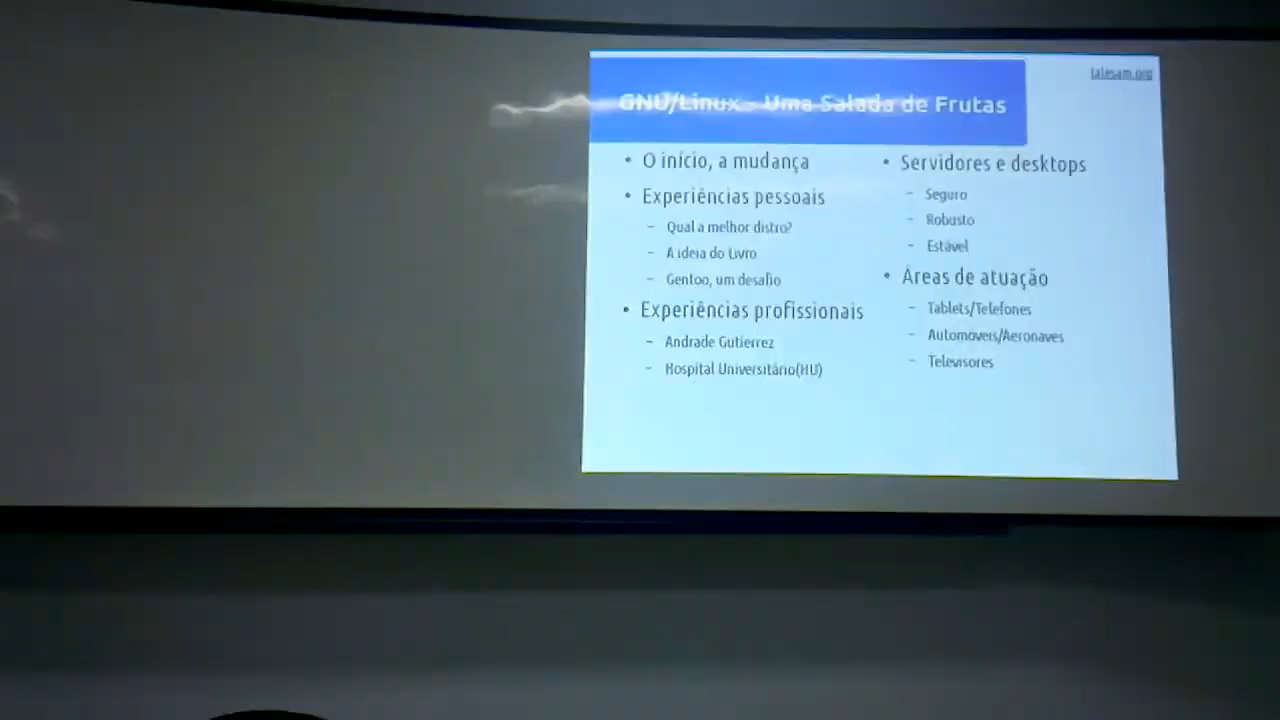 talesam.org
GNU/Linux - Uma Salada de Frutas
• O início, a mudança
• Experiências pessoais
– Qual a melhor distro?
– A ideia do Livro
– Gentoo, um desafio
• Experiências profissionais
– Andrade Gutierrez
– Hospital Universitário(HU)
• Servidores e desktops
– Seguro
– Robusto
– Estável
• Áreas de atuação
– Tablets/Telefones
– Automóveis/Aeronaves
– Televisores